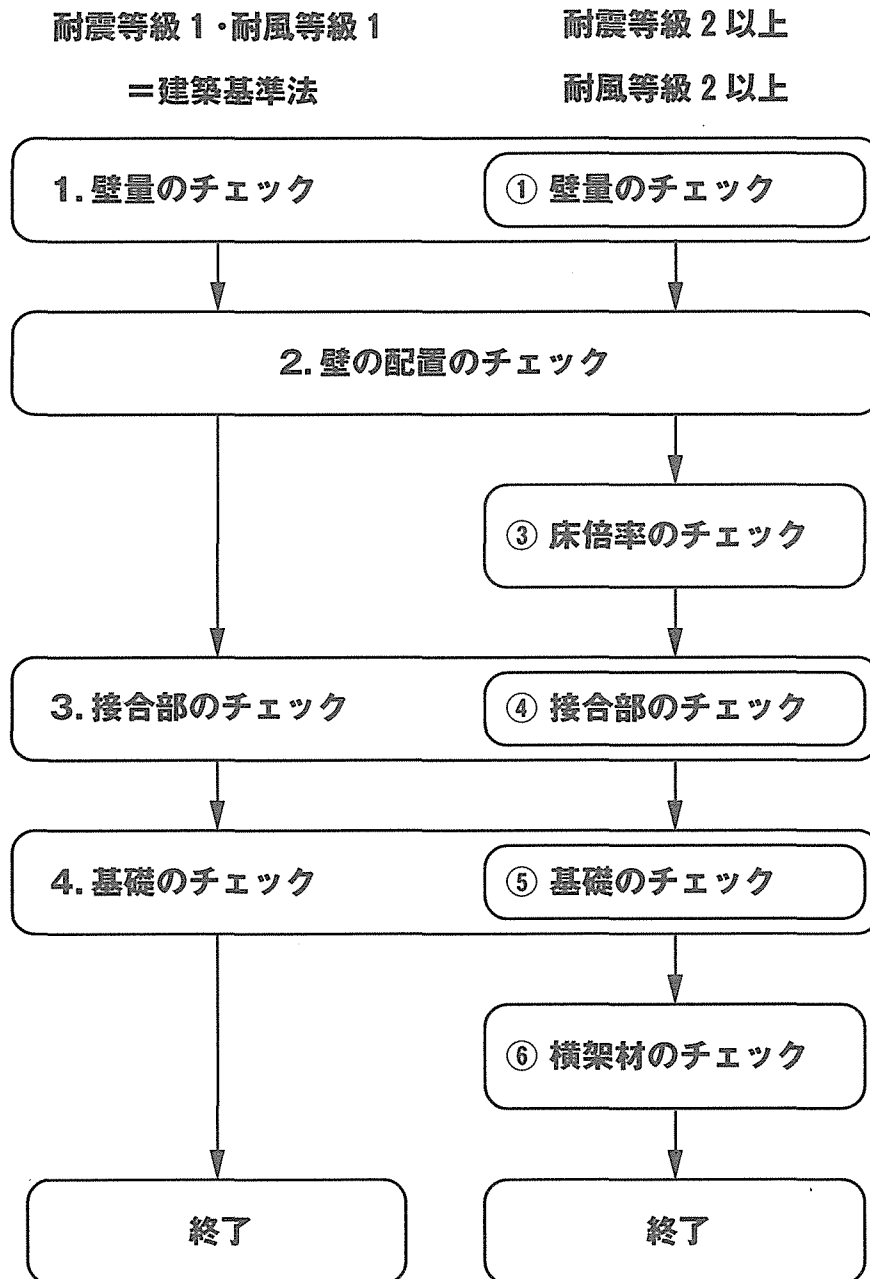 耐震等級1・耐風等級1
＝建築基準法
耐震等級2以上
耐風等級2以上
1.壁量のチェック
① 壁量のチェック
2.壁の配置のチェック
③ 床倍率のチェック
3.接合部のチェック
④ 接合部のチェック
4.基礎のチェック
⑤ 基礎のチェック
⑥ 横架材のチェック
終了
終了